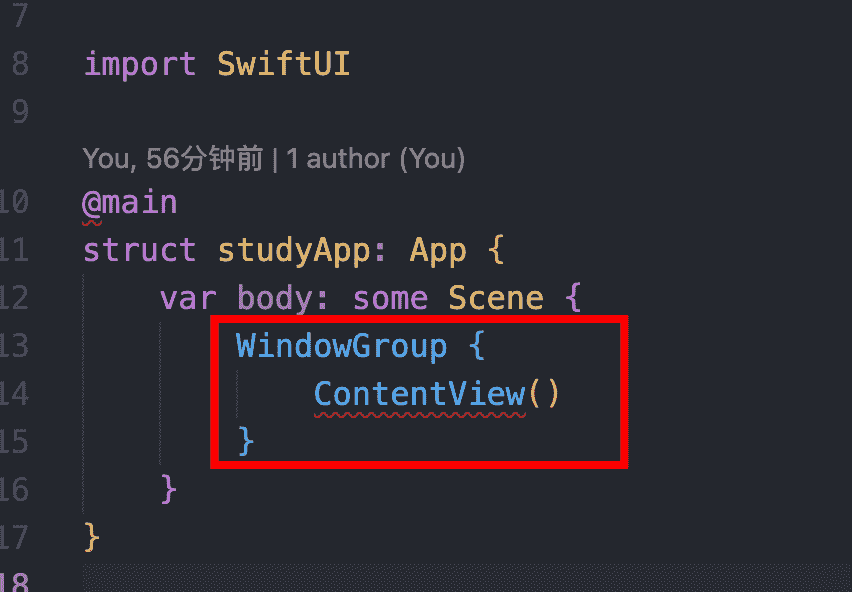 7
8 import SwiftUI
9
You, 56分钟前 | 1 author (You)
10 @main
11 struct studyApp: App {
12 var body: some Scene {
13 WindowGroup {
14 ContentView()
15 }
16 }
17 }
18